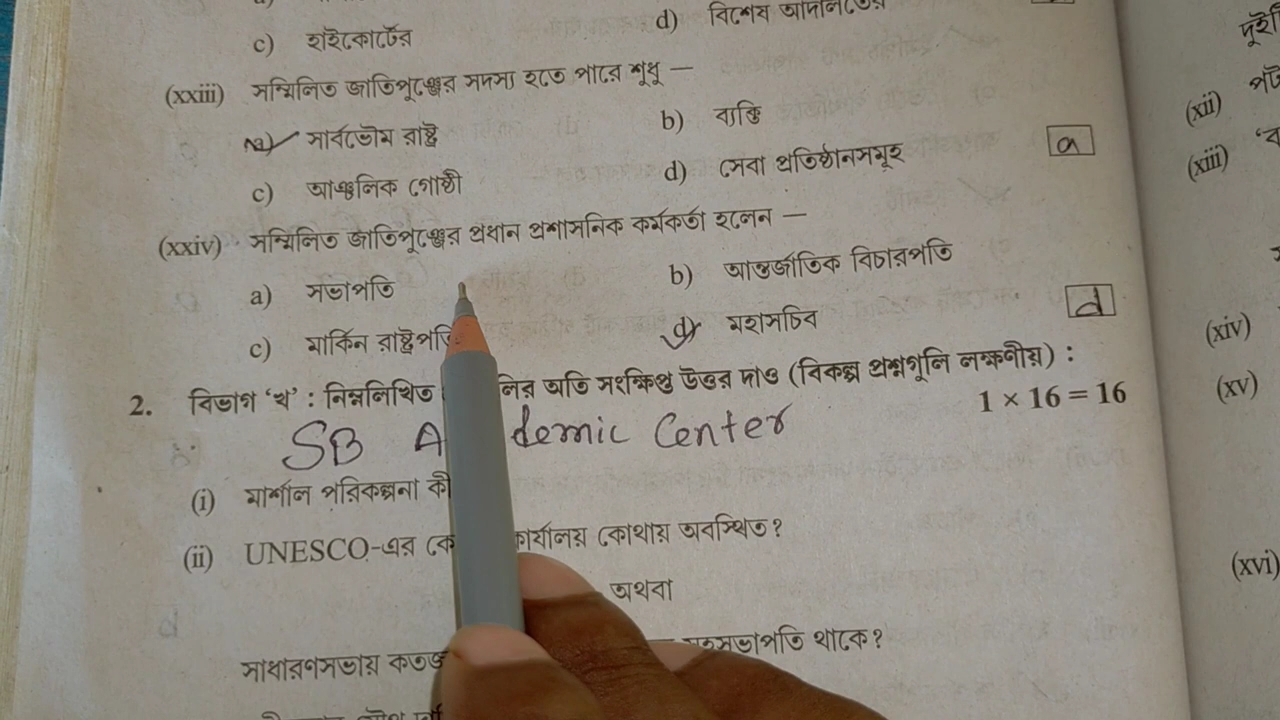 c) হাইকোর্টের
d) বিশেষ আদালতের
(xxiii) সম্মিলিত জাতিপুঞ্জের সদস্য হতে পারে শুধু —
a) সার্বভৌম রাষ্ট্র
b) ব্যক্তি
c) আঞ্চলিক গোষ্ঠী
d) সেবা প্রতিষ্ঠানসমূহ
a
(xxiv) সম্মিলিত জাতিপুঞ্জের প্রধান প্রশাসনিক কর্মকর্তা হলেন —
a) সভাপতি
b) আন্তর্জাতিক বিচারপতি
c) মার্কিন রাষ্ট্রপতি
d) মহাসচিব
d
2. বিভাগ ‘খ’ : নিম্নলিখিত লির অতি সংক্ষিপ্ত উত্তর দাও (বিকল্প প্রশ্নগুলি লক্ষণীয়) :
1 × 16 = 16
SB A demic Center
(i) মার্শাল পরিকল্পনা কী
(ii) UNESCO-এর কার্যালয় কোথায় অবস্থিত?
অথবা
সাধারণসভায় সভাপতি থাকে?
(xii)
(xiii)
(xiv)
(xv)
(xvi)